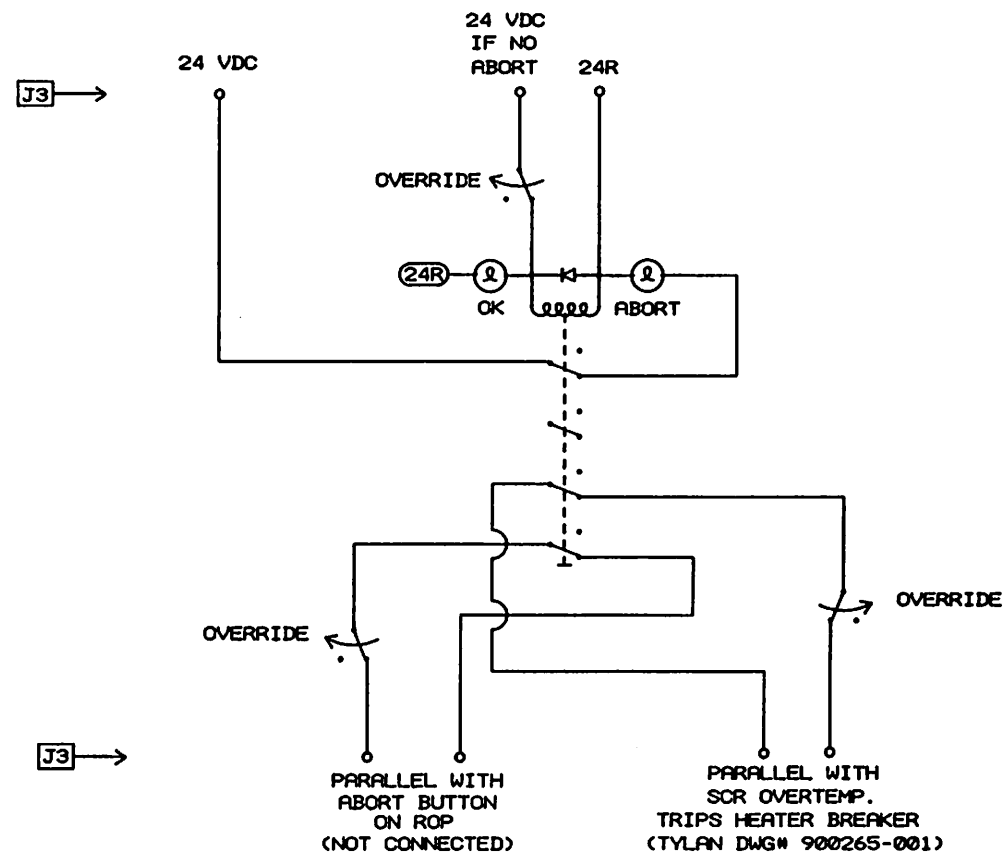 24 VDC
IF NO
ABORT
24 VDC
24R
J3
OVERRIDE
24R
OK
ABORT
OVERRIDE
OVERRIDE
J3
PARALLEL WITH
ABORT BUTTON
ON ROP
(NOT CONNECTED)
PARALLEL WITH
SCR OVERTEMP.
TRIPS HEATER BREAKER
(TYLAN DWG# 900265-001)